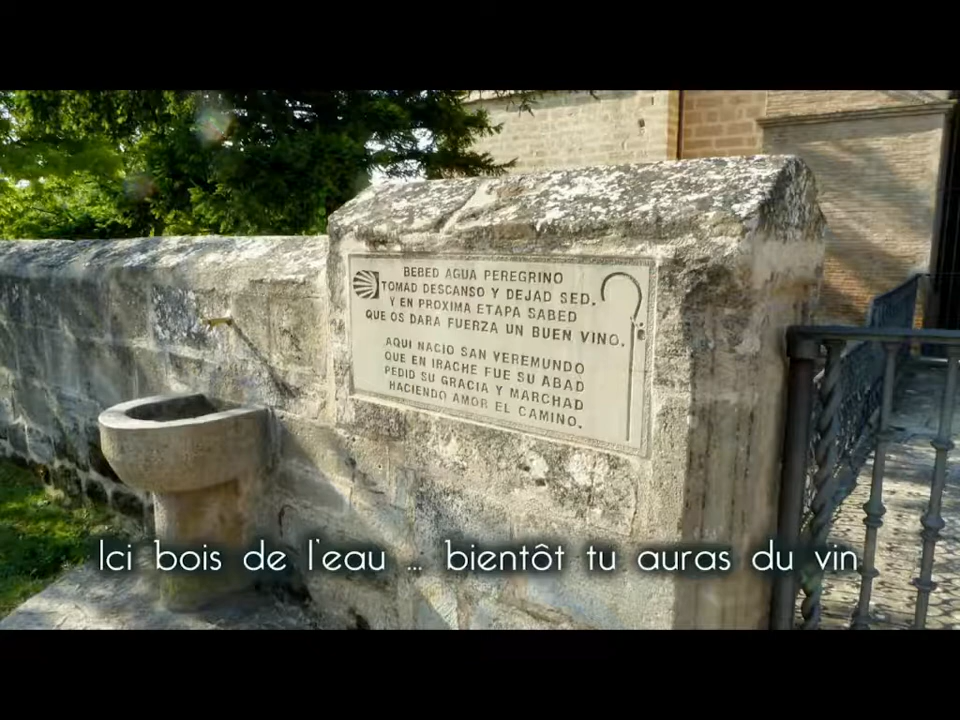 BEBED AGUA PEREGRINO
TOMAD DESCANSO Y DEJAD SED.
Y EN PROXIMA ETAPA SABED
QUE OS DARA FUERZA UN BUEN VINO.
AQUI NACIO SAN VEREMUNDO
QUE EN IRACHE FUE SU ABAD
PEDID SU GRACIA Y MARCHAD
HACIENDO AMOR EL CAMINO.
Ici bois de l'eau ... bientôt tu auras du vin